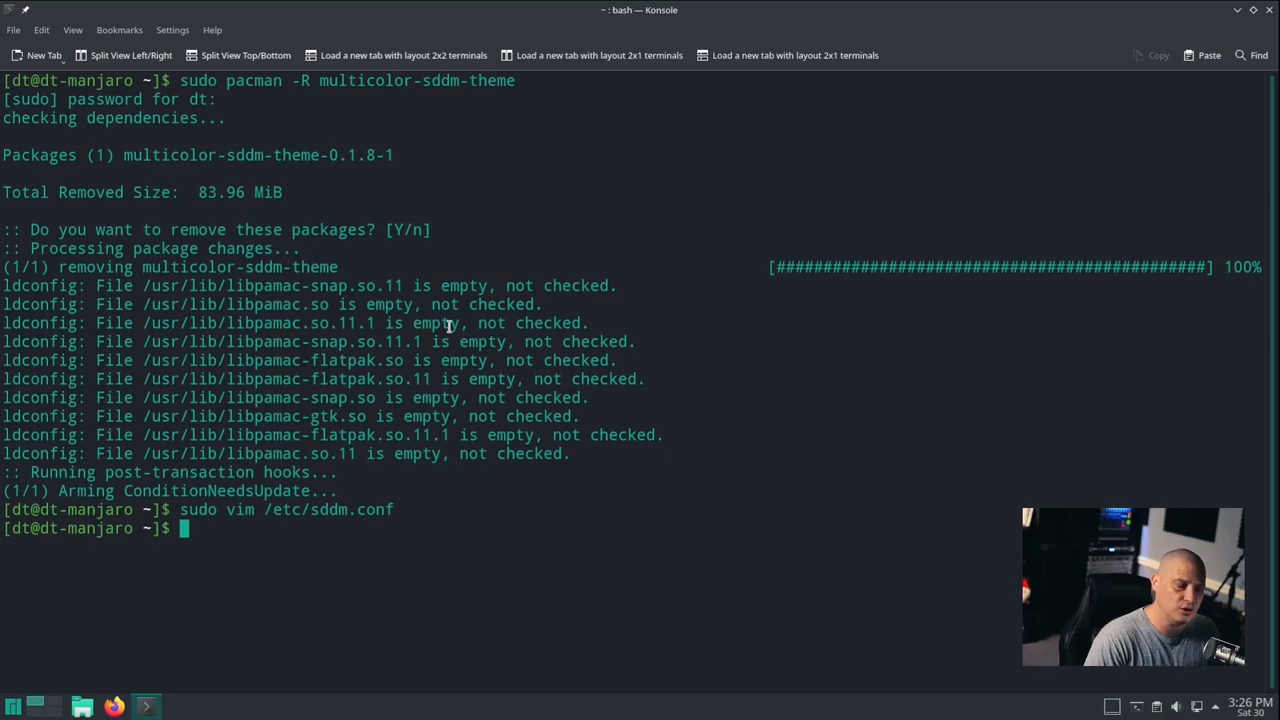 ~ : bash — Konsole
File Edit View Bookmarks Settings Help
New Tab Split View Left/Right Split View Top/Bottom Load a new tab with layout 2x2 terminals Load a new tab with layout 2x1 terminals Load a new tab with layout 2x1 terminals Copy Paste Find
[dt@dt-manjaro ~]$ sudo pacman -R multicolor-sddm-theme
[sudo] password for dt:
checking dependencies...
Packages (1) multicolor-sddm-theme-0.1.8-1
Total Removed Size:  83.96 MiB
:: Do you want to remove these packages? [Y/n]
:: Processing package changes...
(1/1) removing multicolor-sddm-theme [##############################################] 100%
ldconfig: File /usr/lib/libpamac-snap.so.11 is empty, not checked.
ldconfig: File /usr/lib/libpamac.so is empty, not checked.
ldconfig: File /usr/lib/libpamac.so.11.1 is empty, not checked.
ldconfig: File /usr/lib/libpamac-snap.so.11.1 is empty, not checked.
ldconfig: File /usr/lib/libpamac-flatpak.so is empty, not checked.
ldconfig: File /usr/lib/libpamac-flatpak.so.11 is empty, not checked.
ldconfig: File /usr/lib/libpamac-snap.so is empty, not checked.
ldconfig: File /usr/lib/libpamac-gtk.so is empty, not checked.
ldconfig: File /usr/lib/libpamac-flatpak.so.11.1 is empty, not checked.
ldconfig: File /usr/lib/libpamac.so.11 is empty, not checked.
:: Running post-transaction hooks...
(1/1) Arming ConditionNeedsUpdate...
[dt@dt-manjaro ~]$ sudo vim /etc/sddm.conf
[dt@dt-manjaro ~]$
3:26 PM
Sat 30